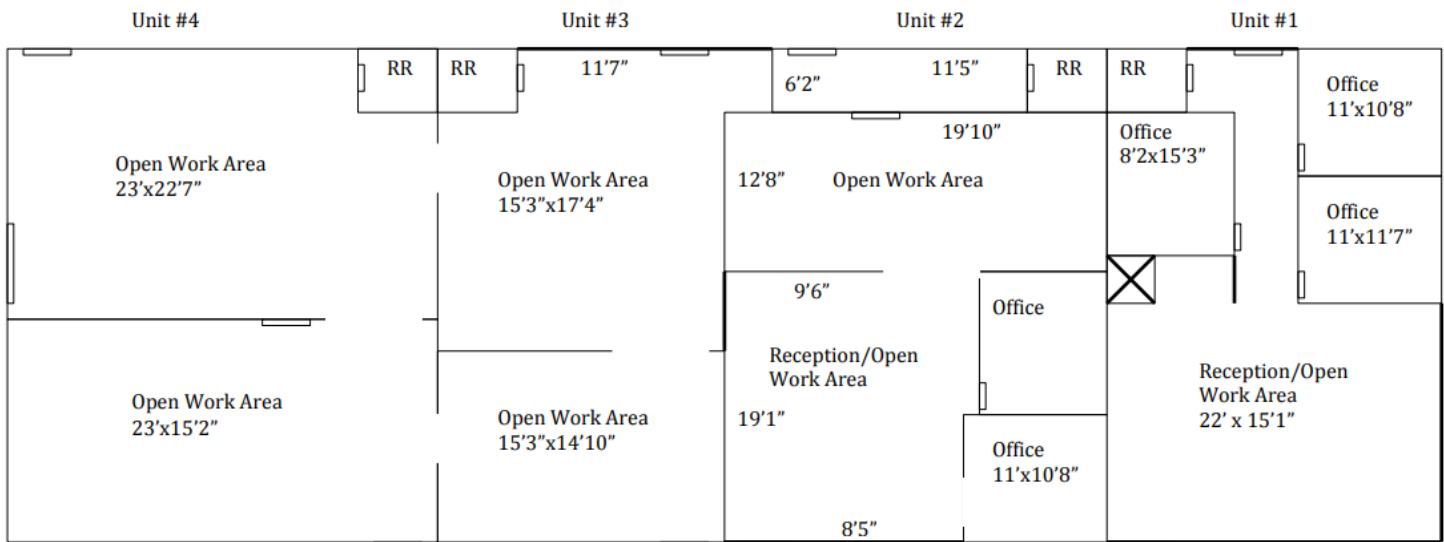 Unit #4
Unit #3
Unit #2
Unit #1
RR
RR
11’7”
6’2”
11’5”
RR
RR
Office
11’x10’8”
Open Work Area
23’x22’7”
Open Work Area
15’3”x17’4”
19’10”
12’8”
Open Work Area
Office
8’2x15’3”
Office
11’x11’7”
9’6”
Office
Reception/Open
Work Area
19’1”
Reception/Open
Work Area
22’ x 15’1”
Open Work Area
23’x15’2”
Open Work Area
15’3”x14’10”
Office
11’x10’8”
8’5”